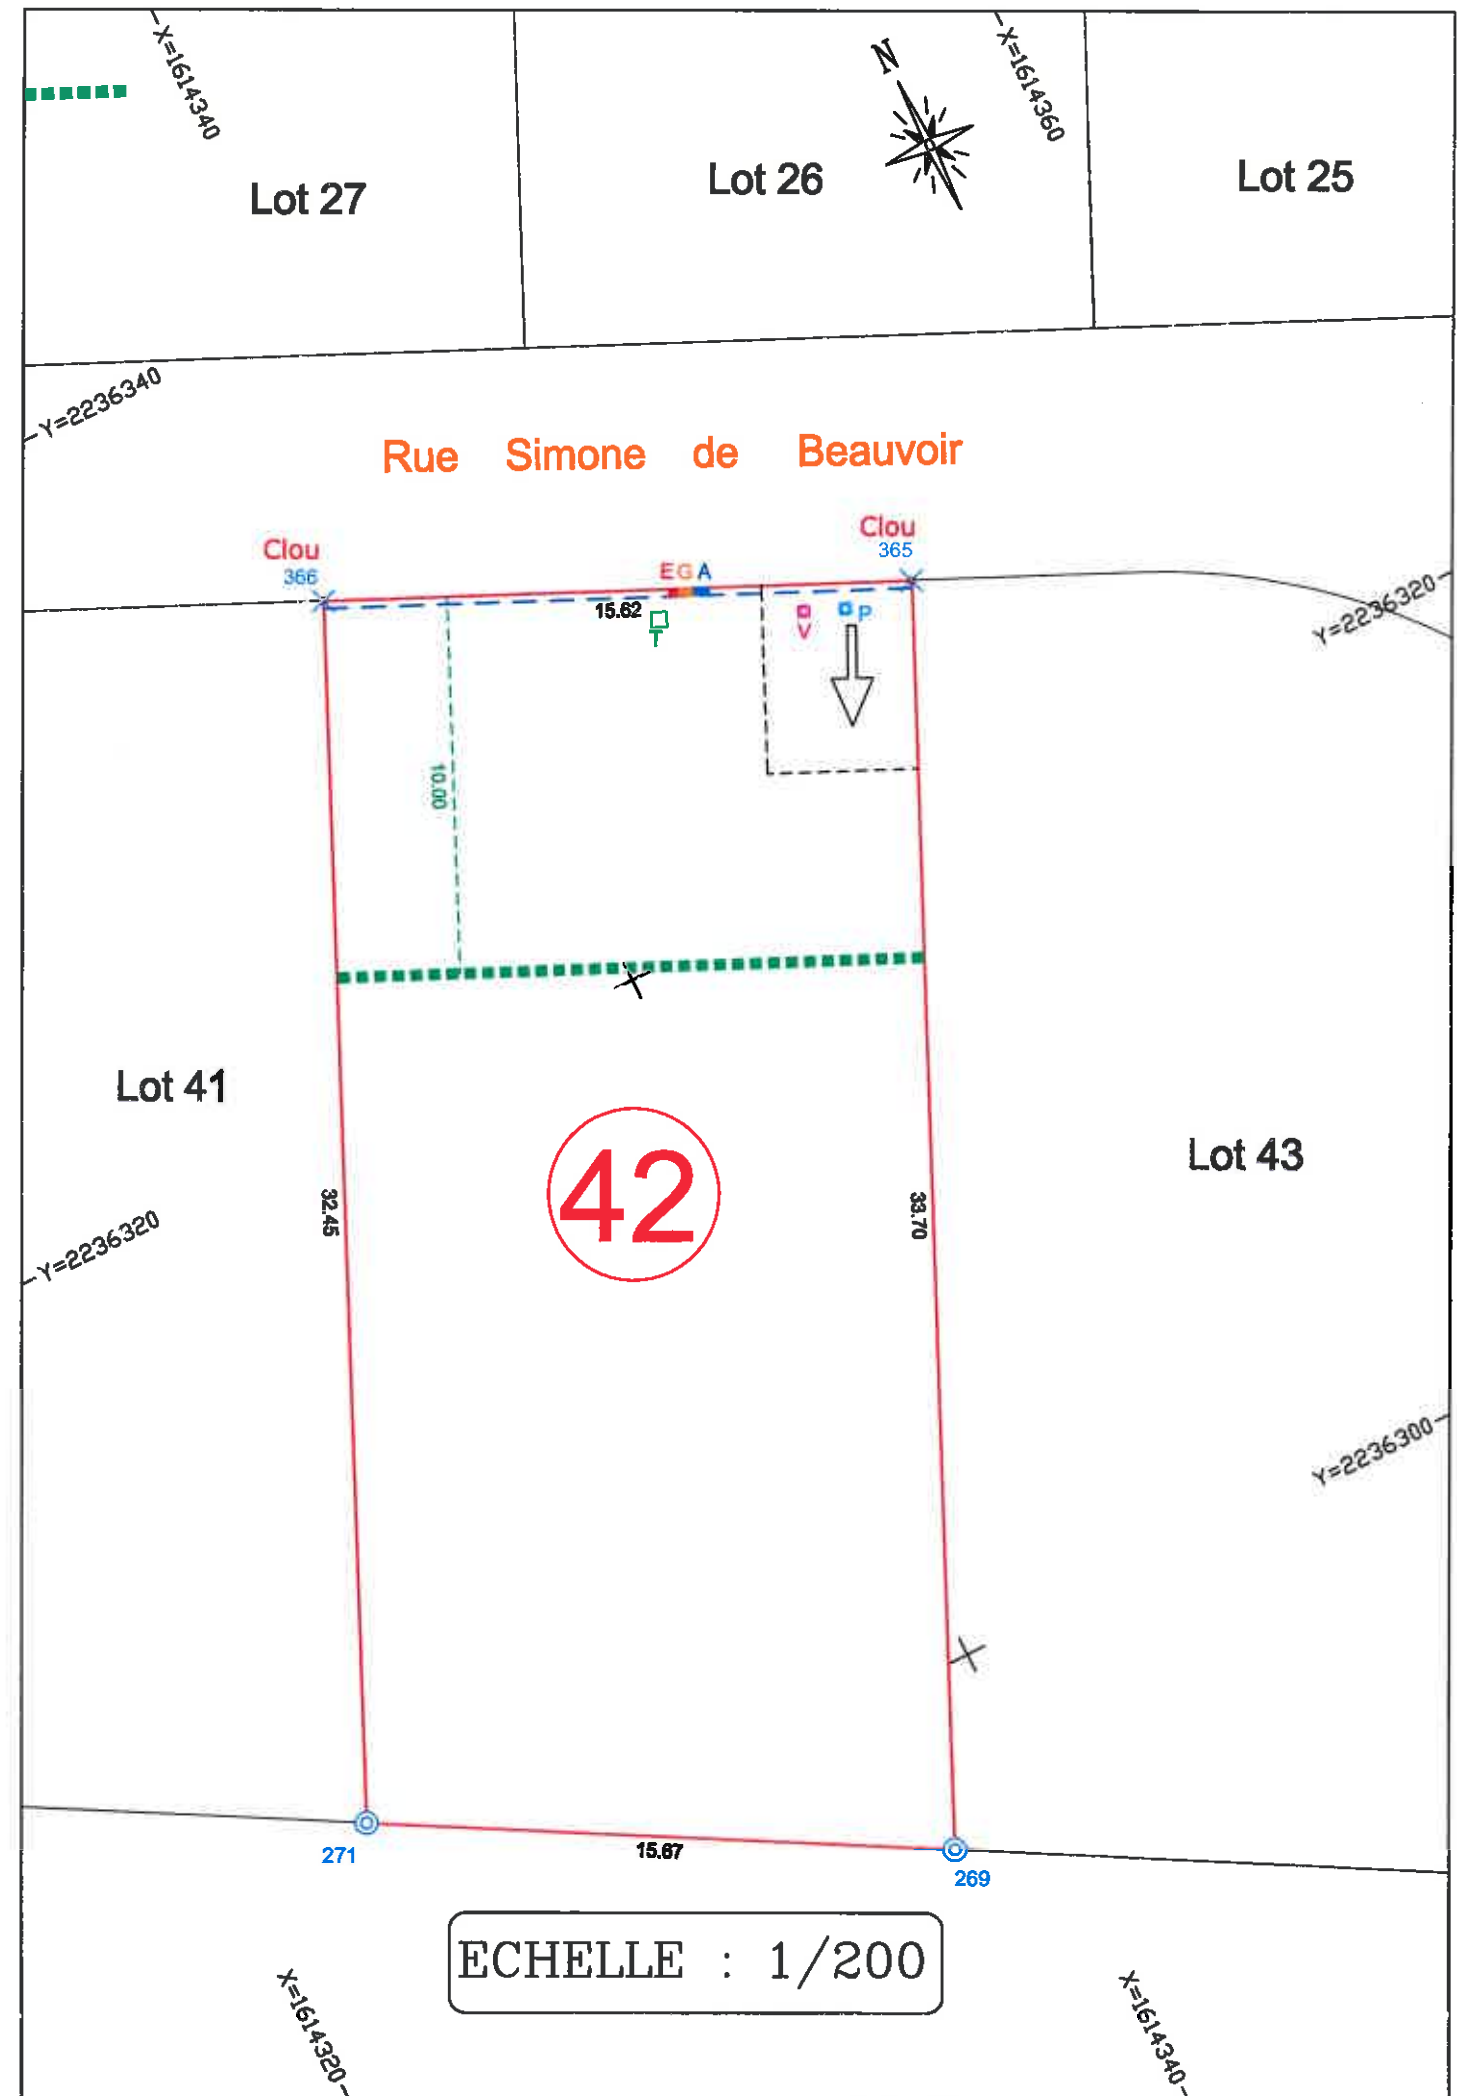 X=1614340
N
X=1614360
Lot 27
Lot 26
Lot 25
Y=2236340
Rue Simone de Beauvoir
Clou
366
Clou
365
E G A
15.62
T
V
P
Y=2236320
10.00
Lot 41
42
Lot 43
32.45
33.70
Y=2236320
Y=2236300
271
15.67
269
ECHELLE : 1/200
X=1614320
X=1614340